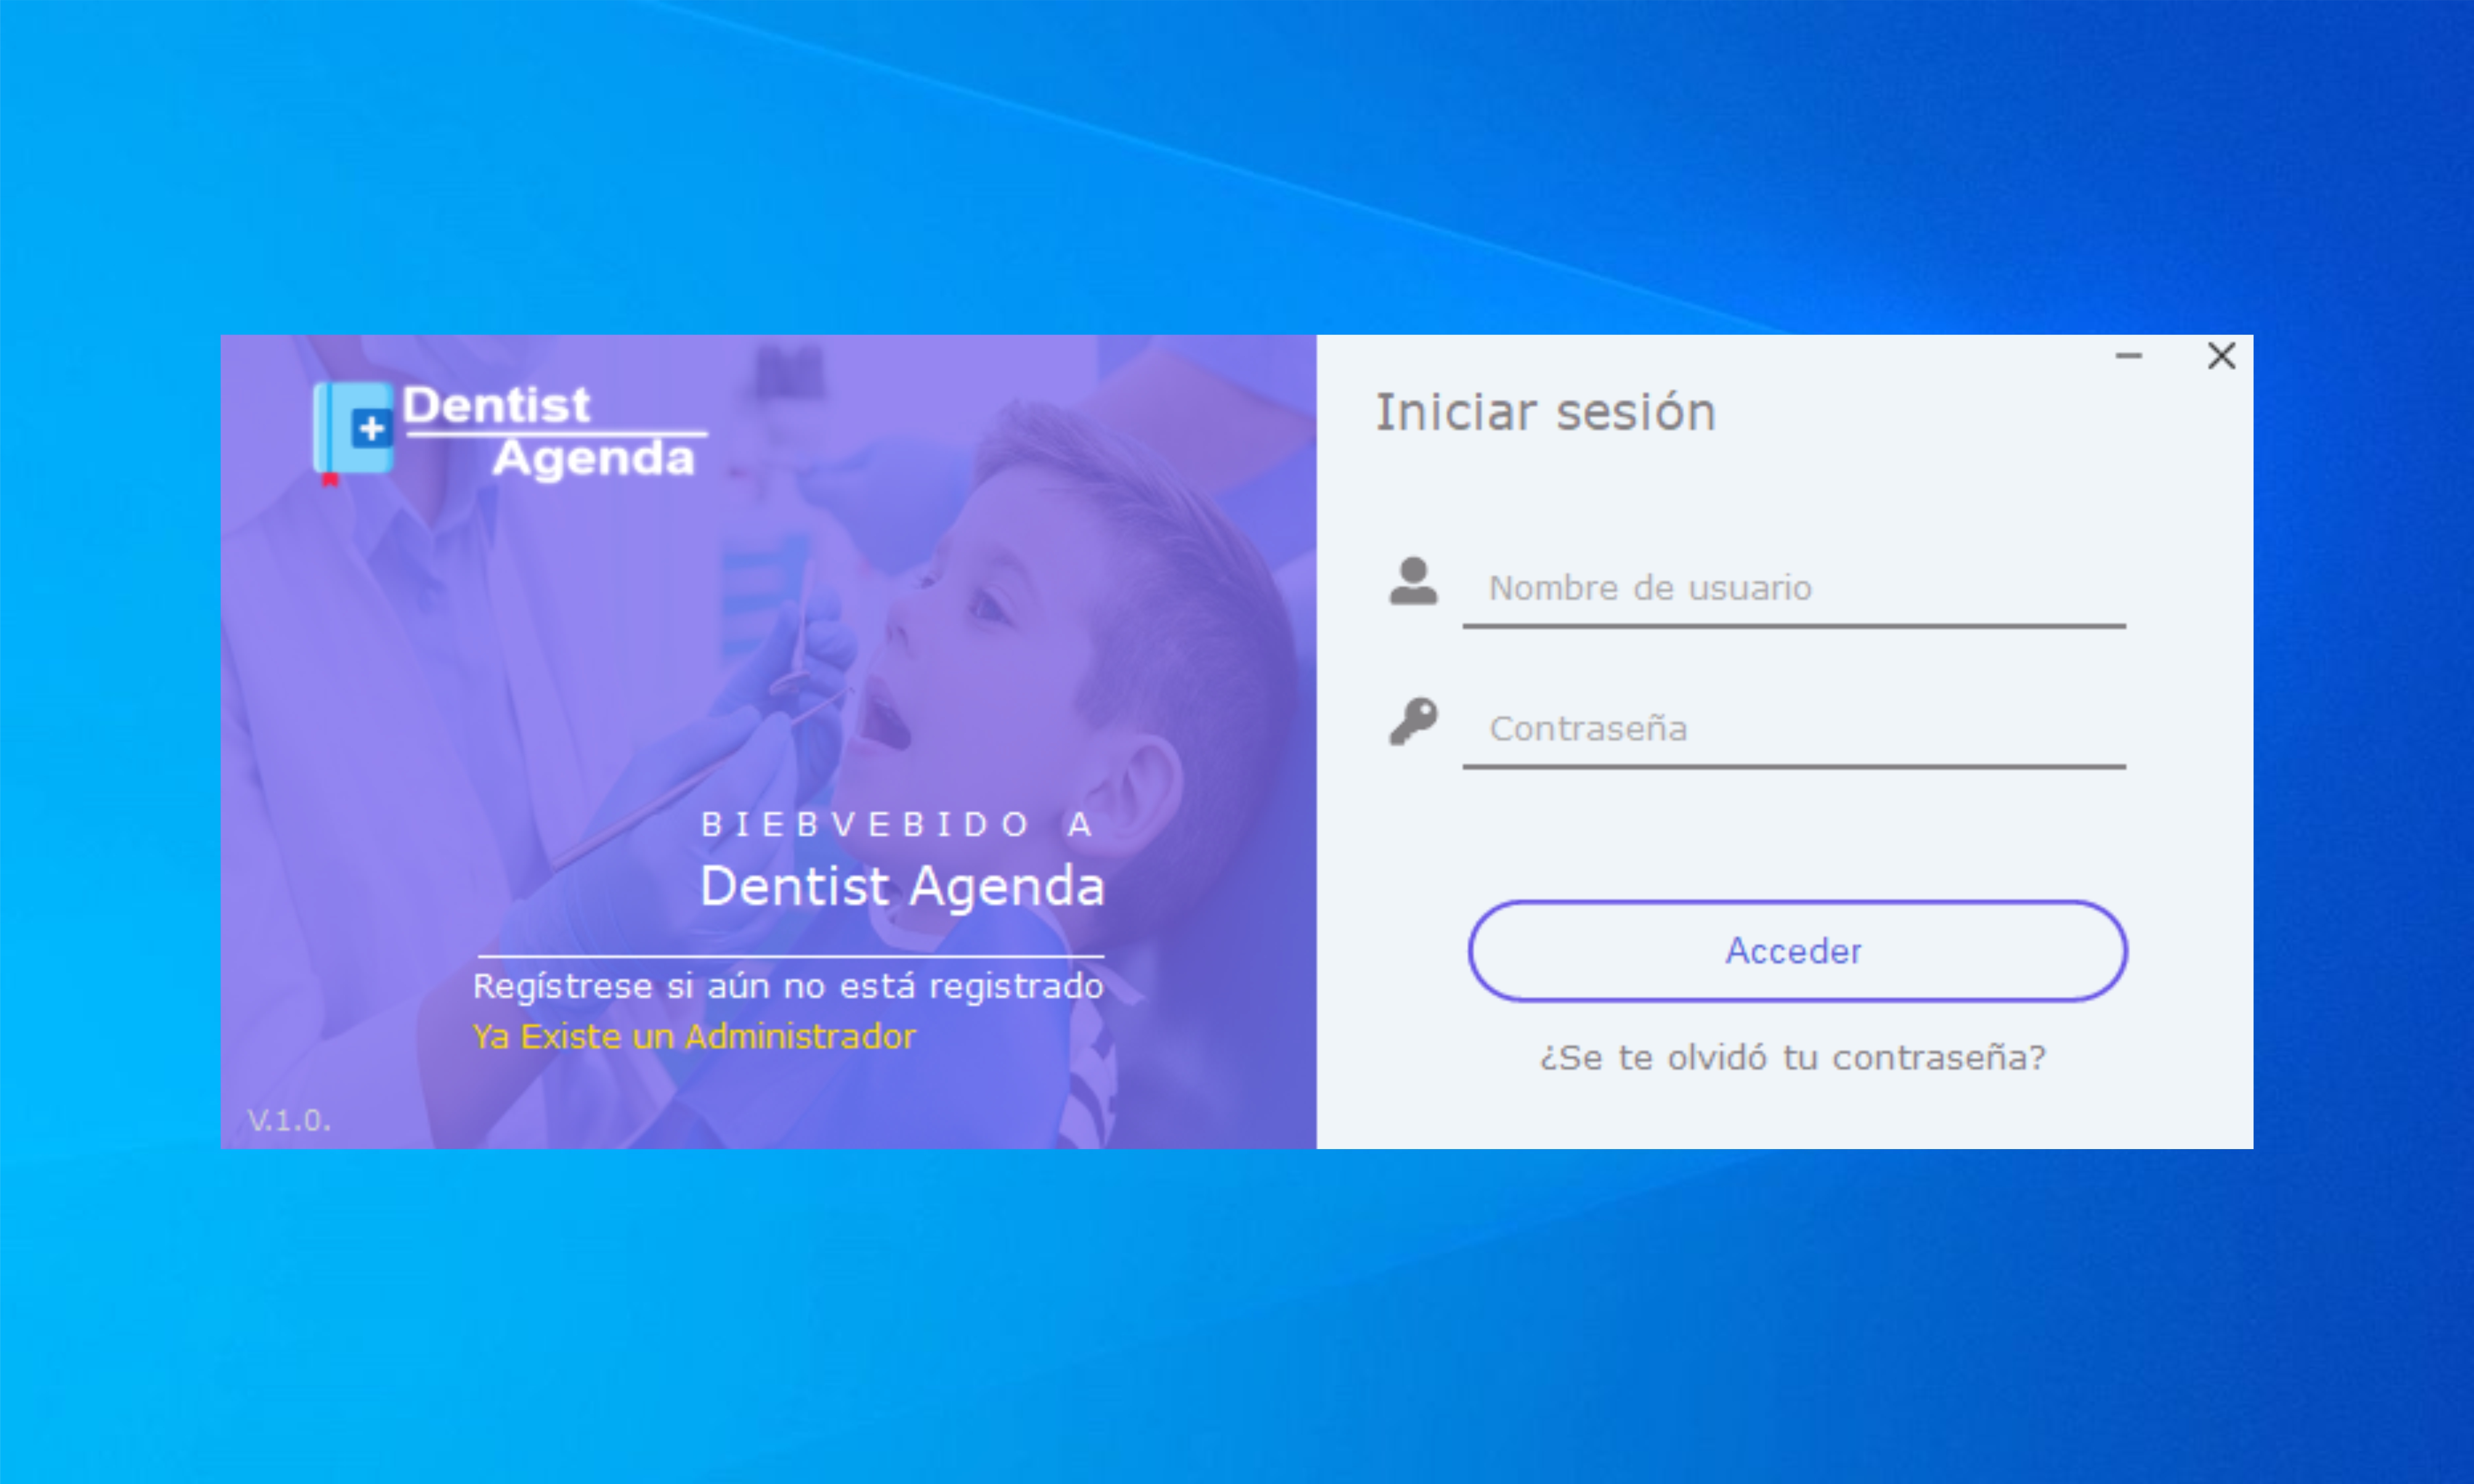 Dentist
Agenda
BIEBVEBIDO A
Dentist Agenda
Regístrese si aún no está registrado
Ya Existe un Administrador
V.1.0.
Iniciar sesión
Nombre de usuario
Contraseña
Acceder
¿Se te olvidó tu contraseña?